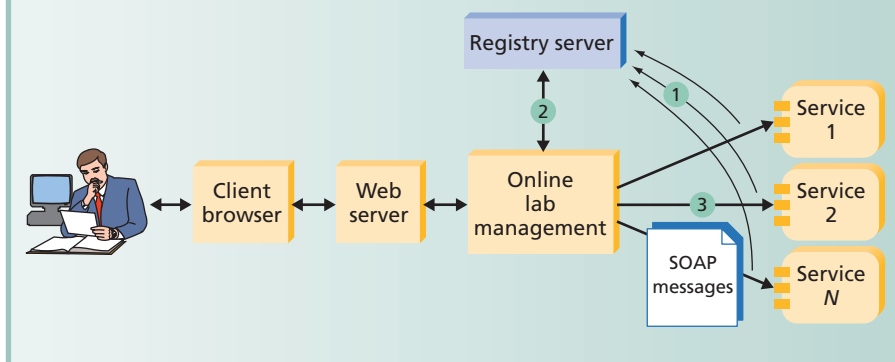 Registry server
1
2
Service
1
Client
browser
Web
server
Online
lab
management
3
Service
2
SOAP
messages
Service
N